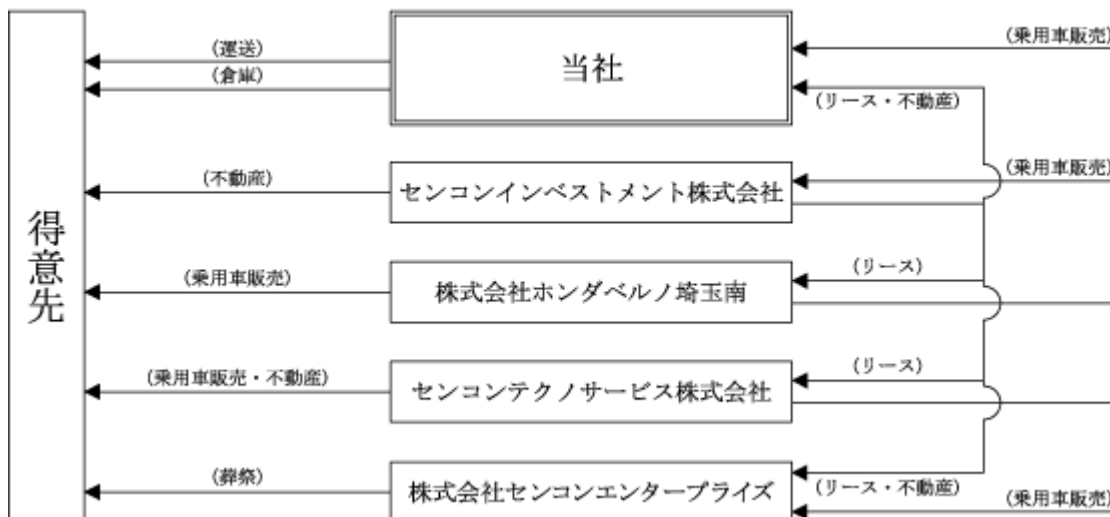 得意先
(運送)
(倉庫)
当社
(乗用車販売)
(リース・不動産)
(不動産)
センコンインベストメント株式会社
(乗用車販売)
(乗用車販売)
株式会社ホンダベルノ埼玉南
(リース)
(乗用車販売・不動産)
センコンテクノサービス株式会社
(リース)
(葬祭)
株式会社センコンエンタープライズ
(リース・不動産)
(乗用車販売)